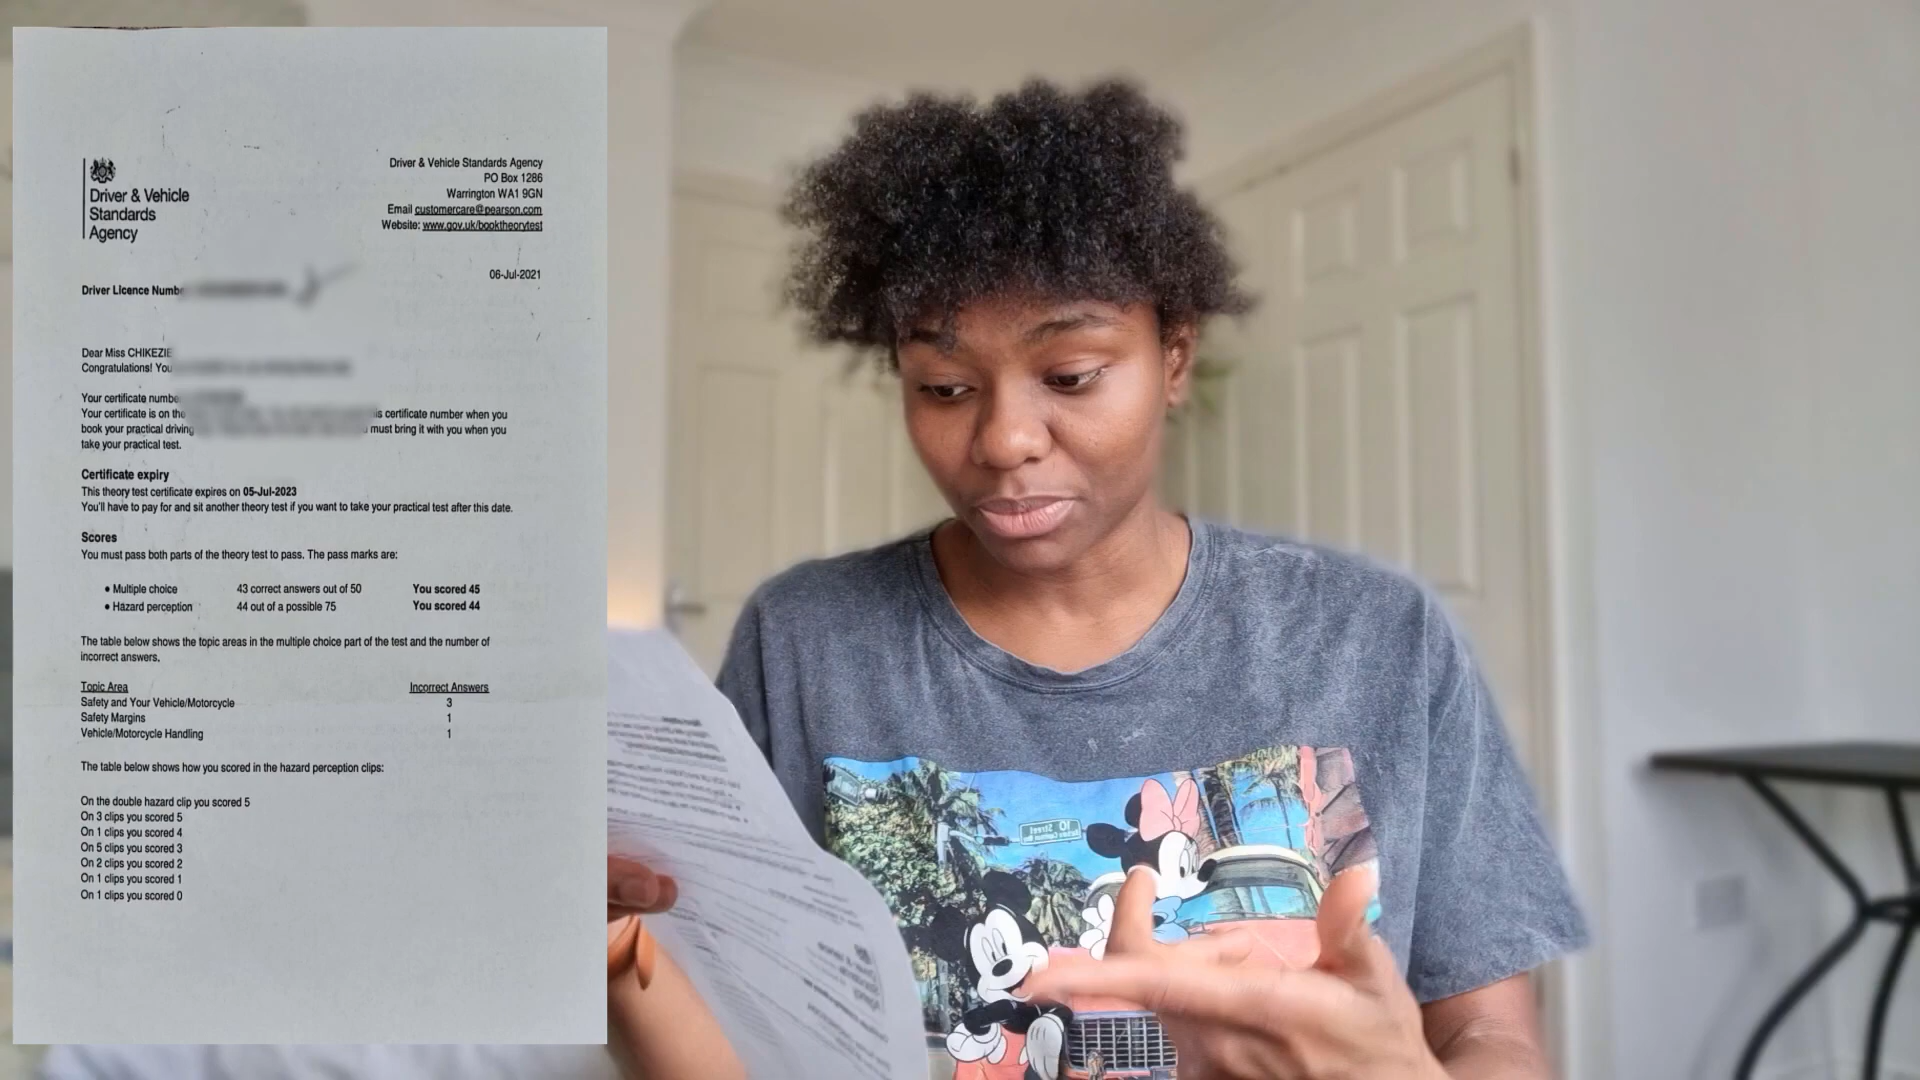 Driver & Vehicle
Standards
Agency
Driver & Vehicle Standards Agency
PO Box 1286
Warrington WA1 9GN
Email customercare@pearson.com
Website: www.gov.uk/booktheorytest
06-Jul-2021
Driver Licence
Dear Miss CHIKEZIE
Congratulations! You
Your certificate
Your certificate is on the certificate number when you
book your practical driving must bring it with you when you
take your practical test.
Certificate expiry
This theory test certificate expires on 05-Jul-2023
You'll have to pay for and sit another theory test if you want to take your practical test after this date.
Scores
You must pass both parts of the theory test to pass. The pass marks are:
• Multiple choice 43 correct answers out of 50 You scored 45
• Hazard perception 44 out of a possible 75 You scored 44
The table below shows the topic areas in the multiple choice part of the test and the number of
incorrect answers.
Topic Area Incorrect Answers
Safety and Your Vehicle/Motorcycle 3
Safety Margins 1
Vehicle/Motorcycle Handling 1
The table below shows how you scored in the hazard perception clips:
On the double hazard clip you scored 5
On 3 clips you scored 5
On 1 clips you scored 4
On 5 clips you scored 3
On 2 clips you scored 2
On 1 clips you scored 1
On 1 clips you scored 0
10 Street